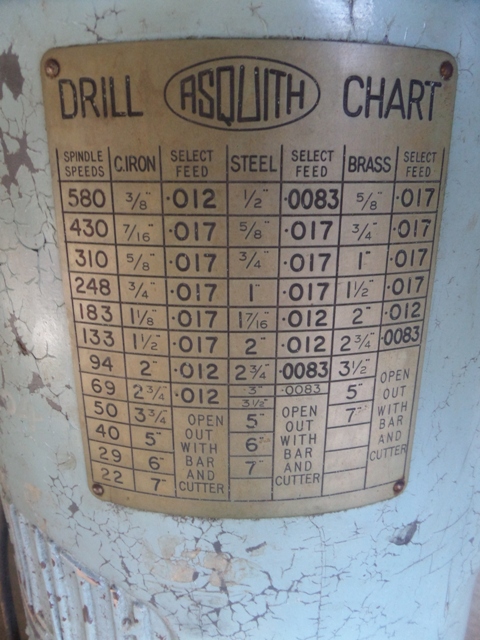 DRILL ASQUITH CHART
SPINDLE SPEEDS C.IRON SELECT FEED STEEL SELECT FEED BRASS SELECT FEED
580 3/8" ·012 1/2" ·0083 5/8" ·017
430 7/16" ·017 5/8" ·017 3/4" ·017
310 5/8" ·017 3/4" ·017 1" ·017
248 3/4" ·017 1" ·017 1 1/2" ·017
183 1 1/8" ·017 1 7/16" ·012 2" ·012
133 1 1/2" ·017 2" ·012 2 3/4" ·0083
94 2" ·012 2 3/4" ·0083 3 1/2" OPEN
69 2 3/4" ·012 3" ·0083 5" OUT
3 1/2"
50 3 3/4" OPEN 5" OPEN 7" WITH
40 5" OUT 6" OUT BAR
29 6" WITH BAR 7" WITH BAR AND
22 7" AND CUTTER AND CUTTER CUTTER